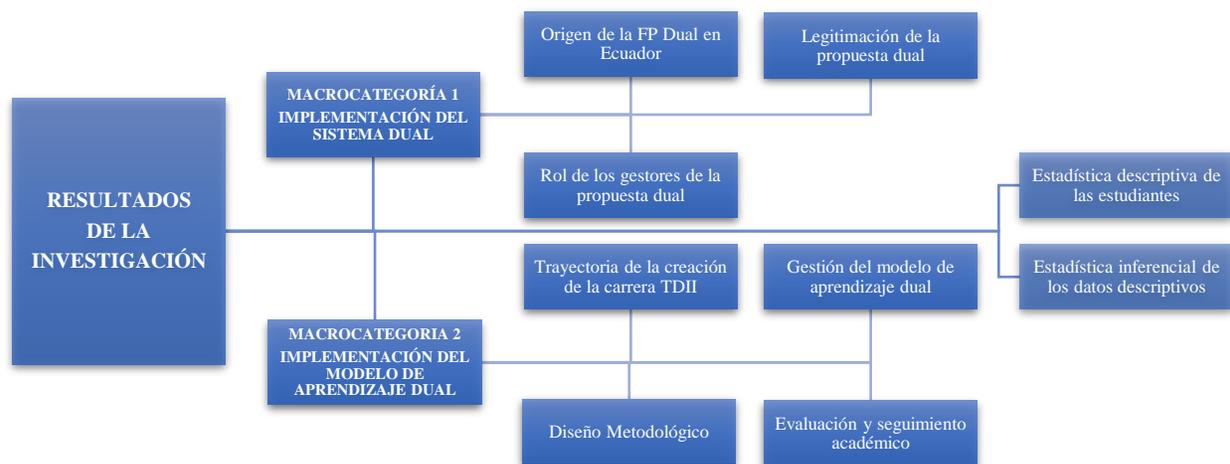 RESULTADOS
DE LA
INVESTIGACIÓN
MACROCATEGORÍA 1
IMPLEMENTACIÓN DEL
SISTEMA DUAL
Origen de la FP Dual en
Ecuador
Legitimación de la
propuesta dual
Rol de los gestores de la
propuesta dual
MACROCATEGORIA 2
IMPLEMENTACIÓN DEL
MODELO DE
APRENDIZAJE DUAL
Trayectoria de la creación
de la carrera TDII
Gestión del modelo de
aprendizaje dual
Diseño Metodológico
Evaluación y seguimiento
académico
Estadística descriptiva de
las estudiantes
Estadística inferencial de
los datos descriptivos